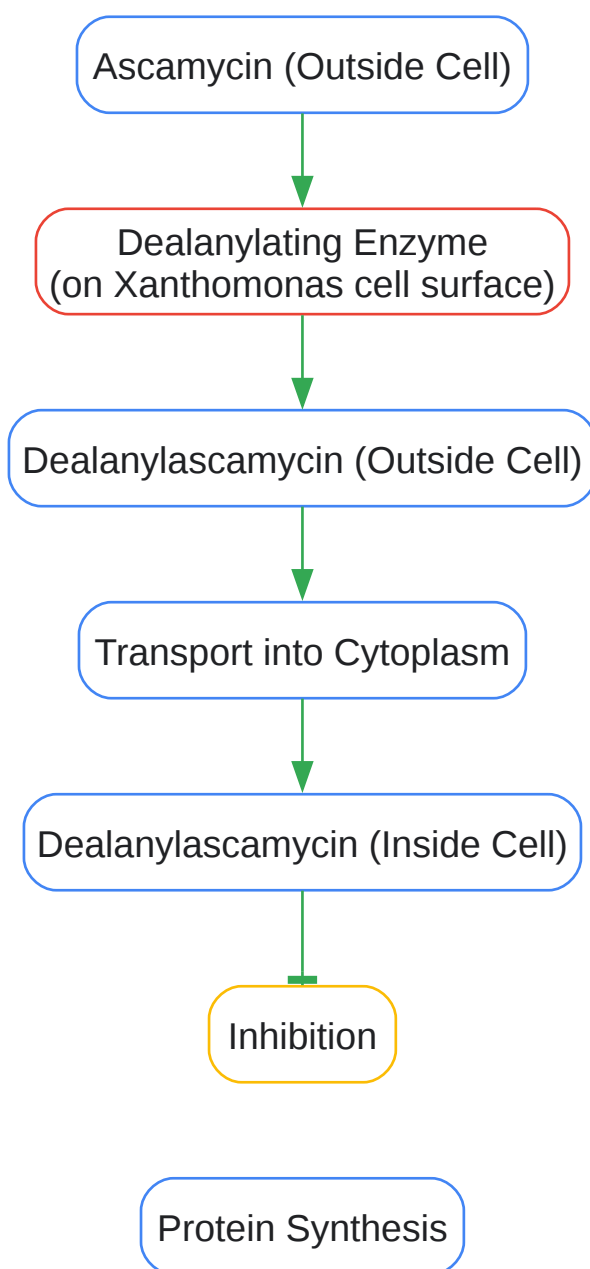 Ascamycin (Outside Cell)
Dealanylating Enzyme
(on Xanthomonas cell surface)
Dealanylascamycin (Outside Cell)
Transport into Cytoplasm
Dealanylascamycin (Inside Cell)
Inhibition
Protein Synthesis